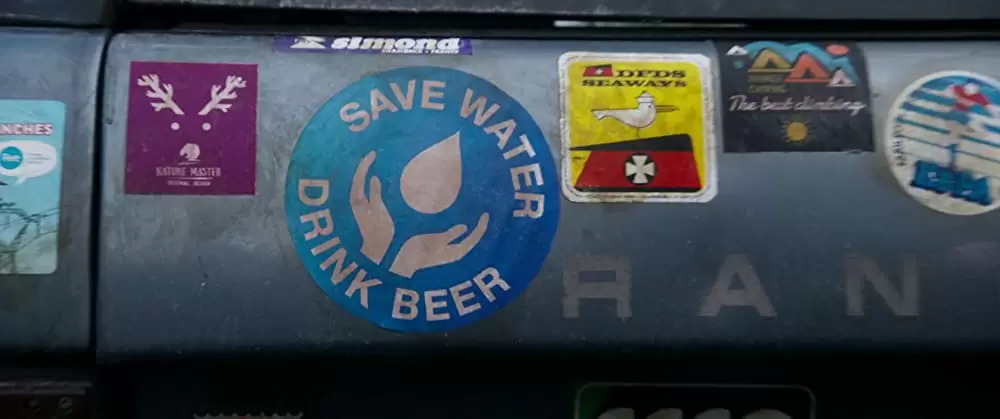 NCHES
NATURE MASTER
simond
SAVE WATER
DRINK BEER
DFDS
SEAWAYS
The best climbing
RAN